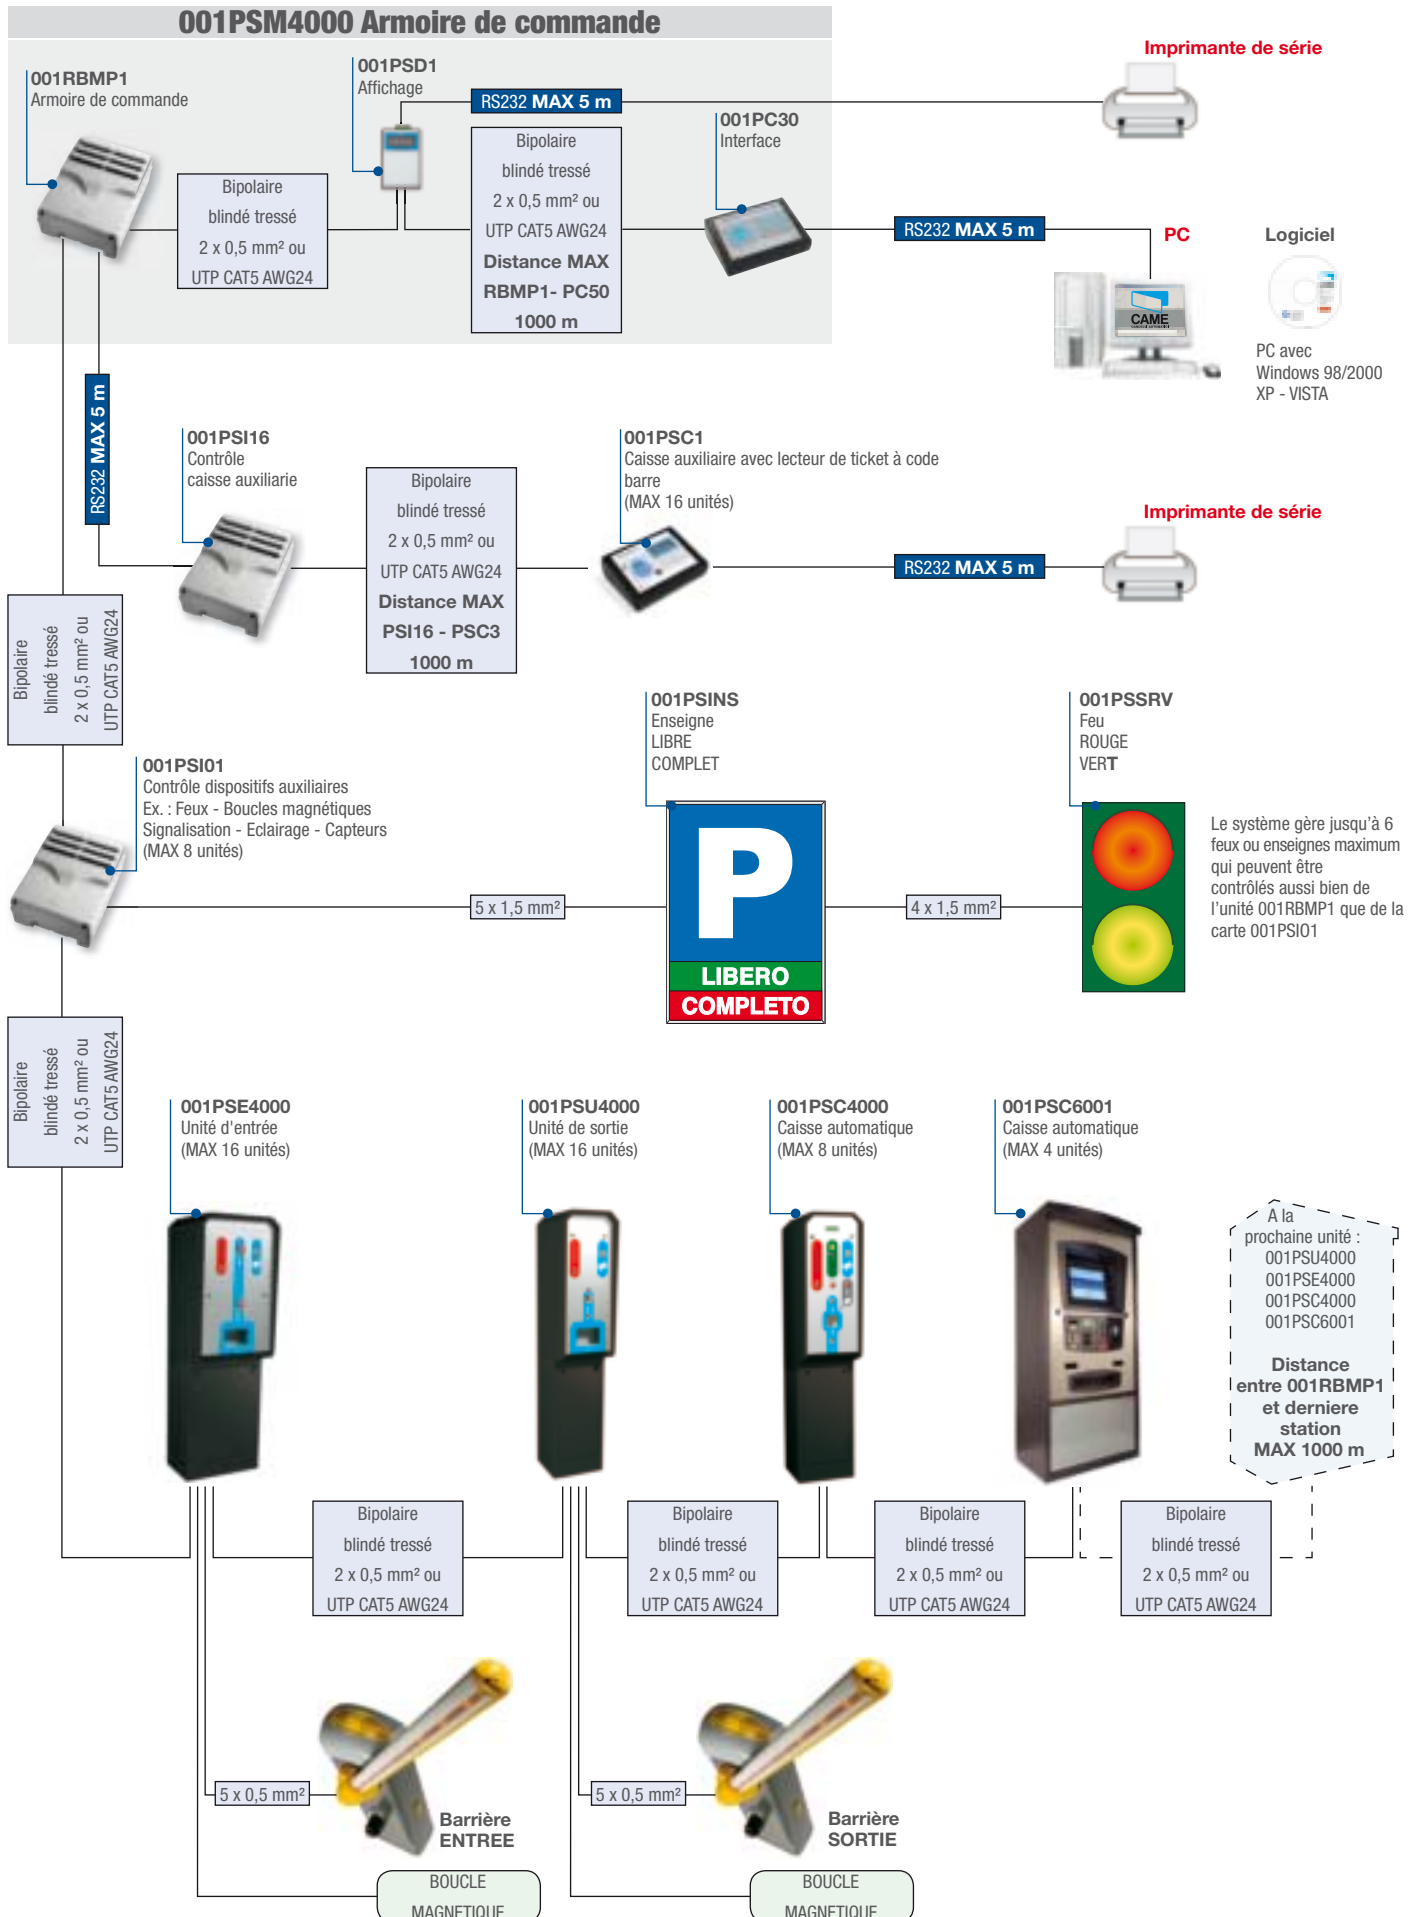 001PSM4000 Armoire de commande
001RBMP1
Armoire de commande
001PSD1
Affichage
RS232 MAX 5 m
Imprimante de série
Bipolaire
blindé tressé
2 x 0,5 mm² ou
UTP CAT5 AWG24
Bipolaire
blindé tressé
2 x 0,5 mm² ou
UTP CAT5 AWG24
Distance MAX
RBMP1- PC50
1000 m
001PC30
Interface
RS232 MAX 5 m
PC
CAME
Logiciel
PC avec
Windows 98/2000
XP - VISTA
RS232 MAX 5 m
001PSI16
Contrôle
caisse auxiliarie
Bipolaire
blindé tressé
2 x 0,5 mm² ou
UTP CAT5 AWG24
Distance MAX
PSI16 - PSC3
1000 m
001PSC1
Caisse auxiliaire avec lecteur de ticket à code
barre
(MAX 16 unités)
RS232 MAX 5 m
Imprimante de série
Bipolaire
blindé tressé
2 x 0,5 mm² ou
UTP CAT5 AWG24
001PSI01
Contrôle dispositifs auxiliaires
Ex. : Feux - Boucles magnétiques
Signalisation - Eclairage - Capteurs
(MAX 8 unités)
5 x 1,5 mm²
001PSINS
Enseigne
LIBRE
COMPLET
P
LIBERO
COMPLETO
4 x 1,5 mm²
001PSSRV
Feu
ROUGE
VERT
Le système gère jusqu'à 6
feux ou enseignes maximum
qui peuvent être
contrôlés aussi bien de
l'unité 001RBMP1 que de la
carte 001PSI01
Bipolaire
blindé tressé
2 x 0,5 mm² ou
UTP CAT5 AWG24
001PSE4000
Unité d'entrée
(MAX 16 unités)
001PSU4000
Unité de sortie
(MAX 16 unités)
001PSC4000
Caisse automatique
(MAX 8 unités)
001PSC6001
Caisse automatique
(MAX 4 unités)
A la
prochaine unité :
001PSU4000
001PSE4000
001PSC4000
001PSC6001
Distance
entre 001RBMP1
et derniere
station
MAX 1000 m
Bipolaire
blindé tressé
2 x 0,5 mm² ou
UTP CAT5 AWG24
Bipolaire
blindé tressé
2 x 0,5 mm² ou
UTP CAT5 AWG24
Bipolaire
blindé tressé
2 x 0,5 mm² ou
UTP CAT5 AWG24
Bipolaire
blindé tressé
2 x 0,5 mm² ou
UTP CAT5 AWG24
5 x 0,5 mm²
Barrière
ENTREE
5 x 0,5 mm²
Barrière
SORTIE
BOUCLE
MAGNETIQUE
BOUCLE
MAGNETIQUE